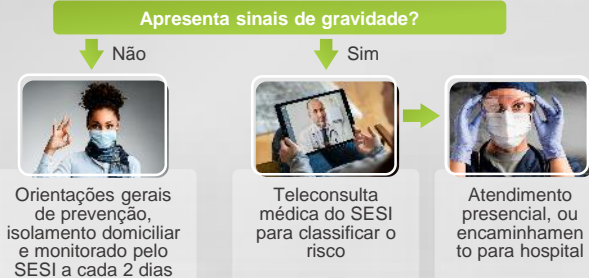 Apresenta sinais de gravidade?
Não
Sim
Orientações gerais
de prevenção,
isolamento domiciliar
e monitorado pelo
SESI a cada 2 dias
Teleconsulta
médica do SESI
para classificar o
risco
Atendimento
presencial, ou
encaminhamen
to para hospital